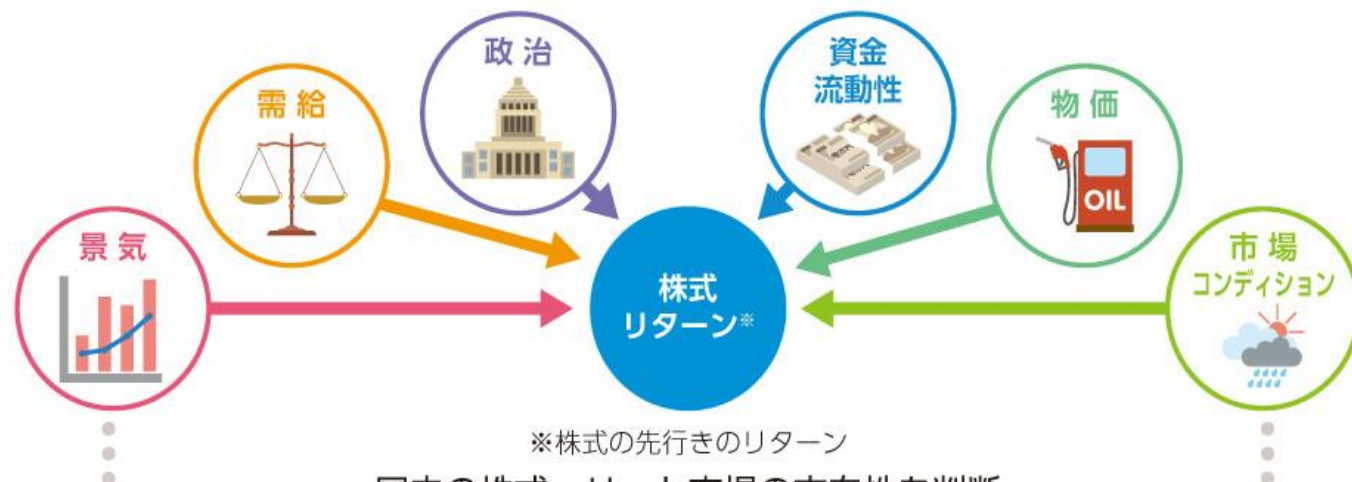 政治
資金
流動性
需給
物価
OIL
景気
市場
コンディション
株式
リターン※
※株式の先行きのリターン